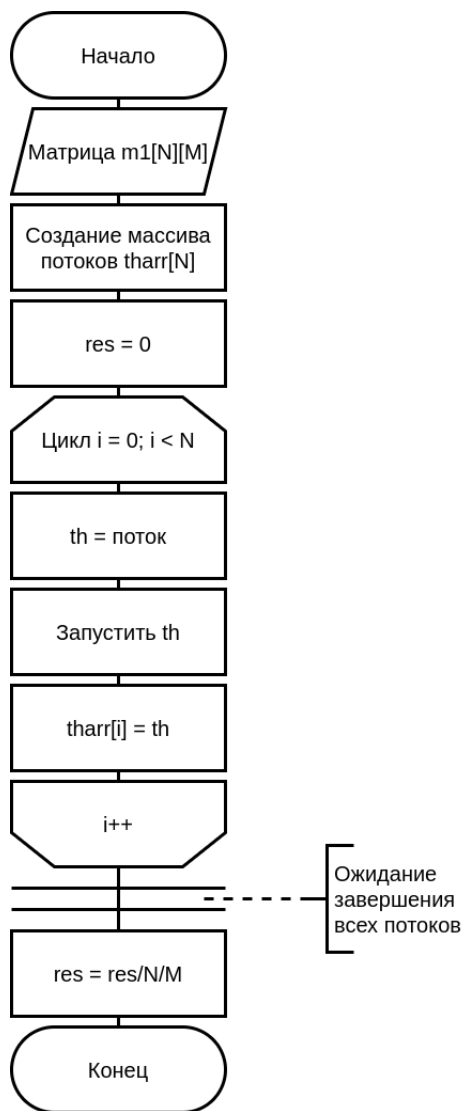 Начало
Матрица m1[N][M]
Создание массива
потоков tharr[N]
res = 0
Цикл i = 0; i < N
th = поток
Запустить th
tharr[i] = th
i++
Ожидание
завершения
всех потоков
res = res/N/M
Конец